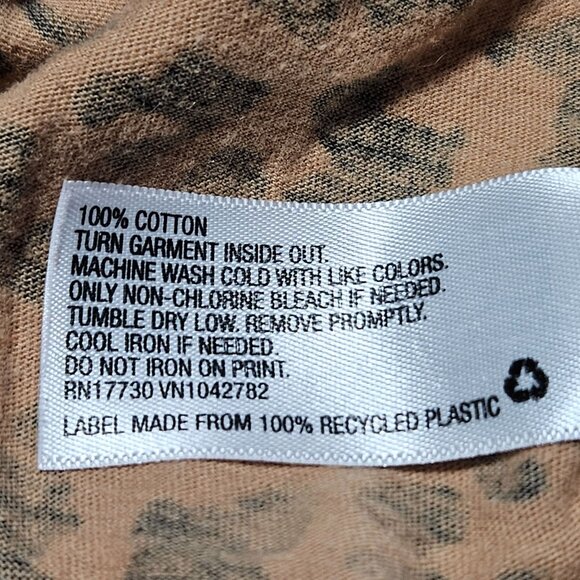 100% COTTON
TURN GARMENT INSIDE OUT.
MACHINE WASH COLD WITH LIKE COLORS.
ONLY NON-CHLORINE BLEACH IF NEEDED.
TUMBLE DRY LOW. REMOVE PROMPTLY.
COOL IRON IF NEEDED.
DO NOT IRON ON PRINT.
RN17730 VN1042782
LABEL MADE FROM 100% RECYCLED PLASTIC